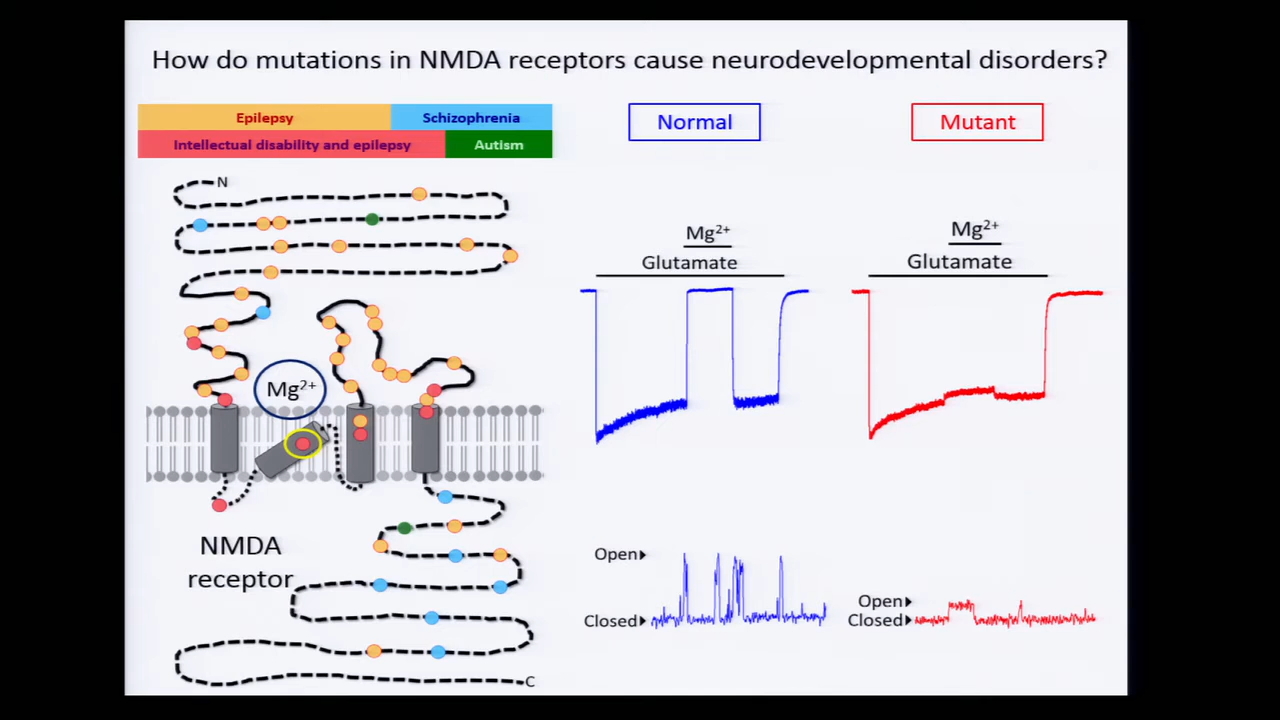 How do mutations in NMDA receptors cause neurodevelopmental disorders?
Epilepsy
Schizophrenia
Intellectual disability and epilepsy
Autism
Normal
Mutant
N
Mg²⁺
Glutamate
Mg²⁺
Glutamate
Mg²⁺
NMDA
receptor
C
Open
Closed
Open
Closed